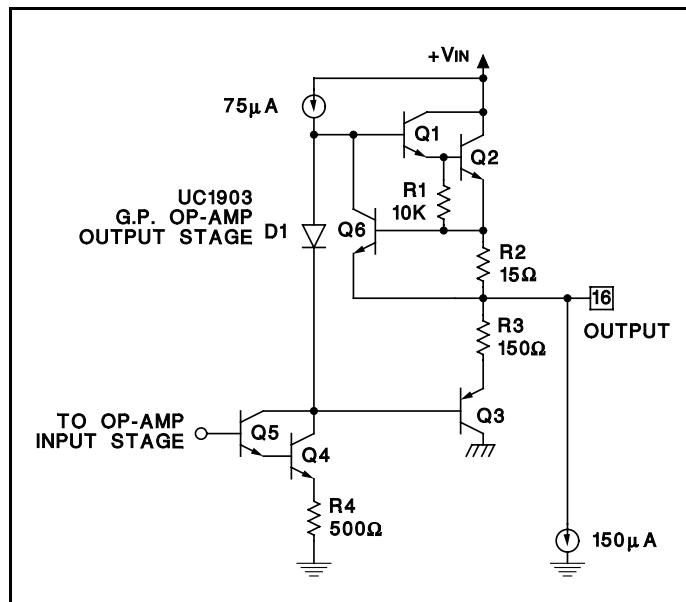 +VIN
75µA
Q1
Q2
R1
10K
UC1903
G.P. OP-AMP
OUTPUT STAGE
D1
Q6
R2
15Ω
16
OUTPUT
R3
150Ω
TO OP-AMP
INPUT STAGE
Q5
Q4
Q3
R4
500Ω
150µA